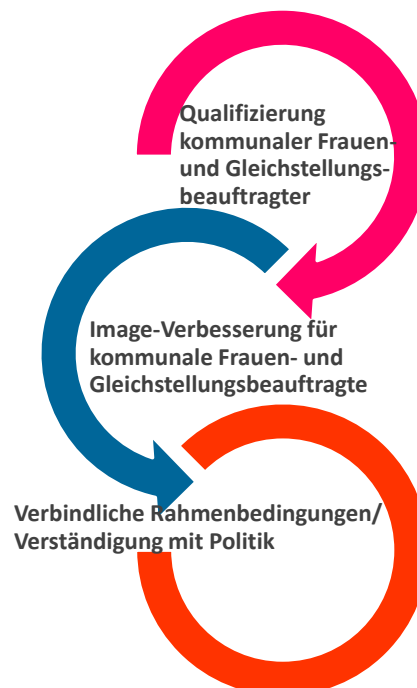 Qualifizierung
kommunaler Frauen-
und Gleichstellungs-
beauftragter
Image-Verbesserung für
kommunale Frauen- und
Gleichstellungsbeauftragte
Verbindliche Rahmenbedingungen/
Verständigung mit Politik